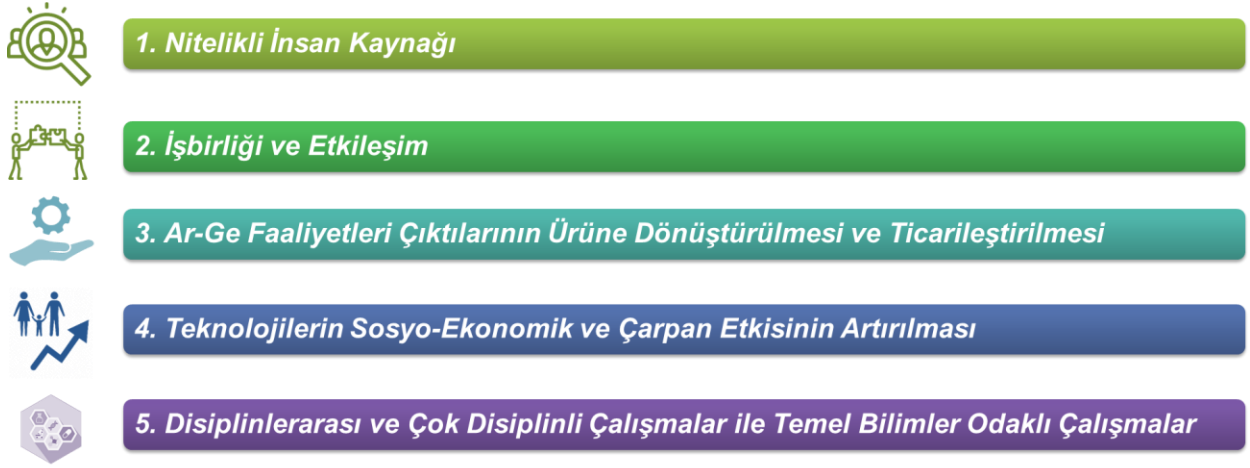 1. Nitelikli İnsan Kaynağı
2. İşbirliği ve Etkileşim
3. Ar-Ge Faaliyetleri Çıktılarının Ürüne Dönüştürülmesi ve Ticarileştirilmesi
4. Teknolojilerin Sosyo-Ekonomik ve Çarpan Etkisinin Artırılması
5. Disiplinlerarası ve Çok Disiplinli Çalışmalar ile Temel Bilimler Odaklı Çalışmalar